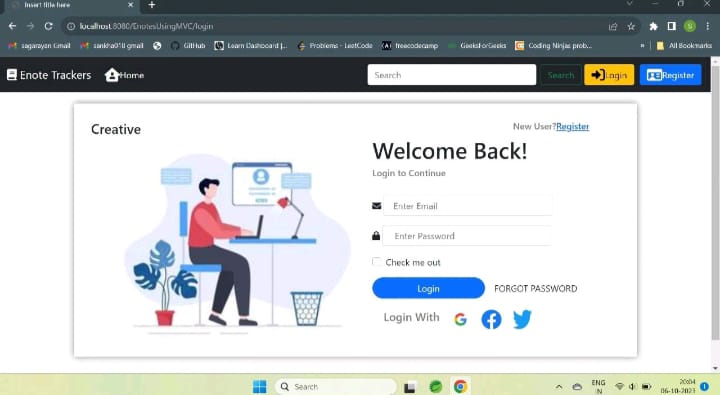 Insert title here
localhost:8080/EnotesUsingMVC/login
sagarayan Gmail
sankha910 gmail
GitHub
Learn Dashboard |...
Problems - LeetCode
freecodecamp
GeeksForGeeks
Coding Ninjas prob...
All Bookmarks
Enote Trackers
Home
Search
Search
Login
Register
Creative
New User?Register
Welcome Back!
Login to Continue
Enter Email
Enter Password
Check me out
Login
FORGOT PASSWORD
Login With
Search
ENG
IN
20:04
06-10-2023